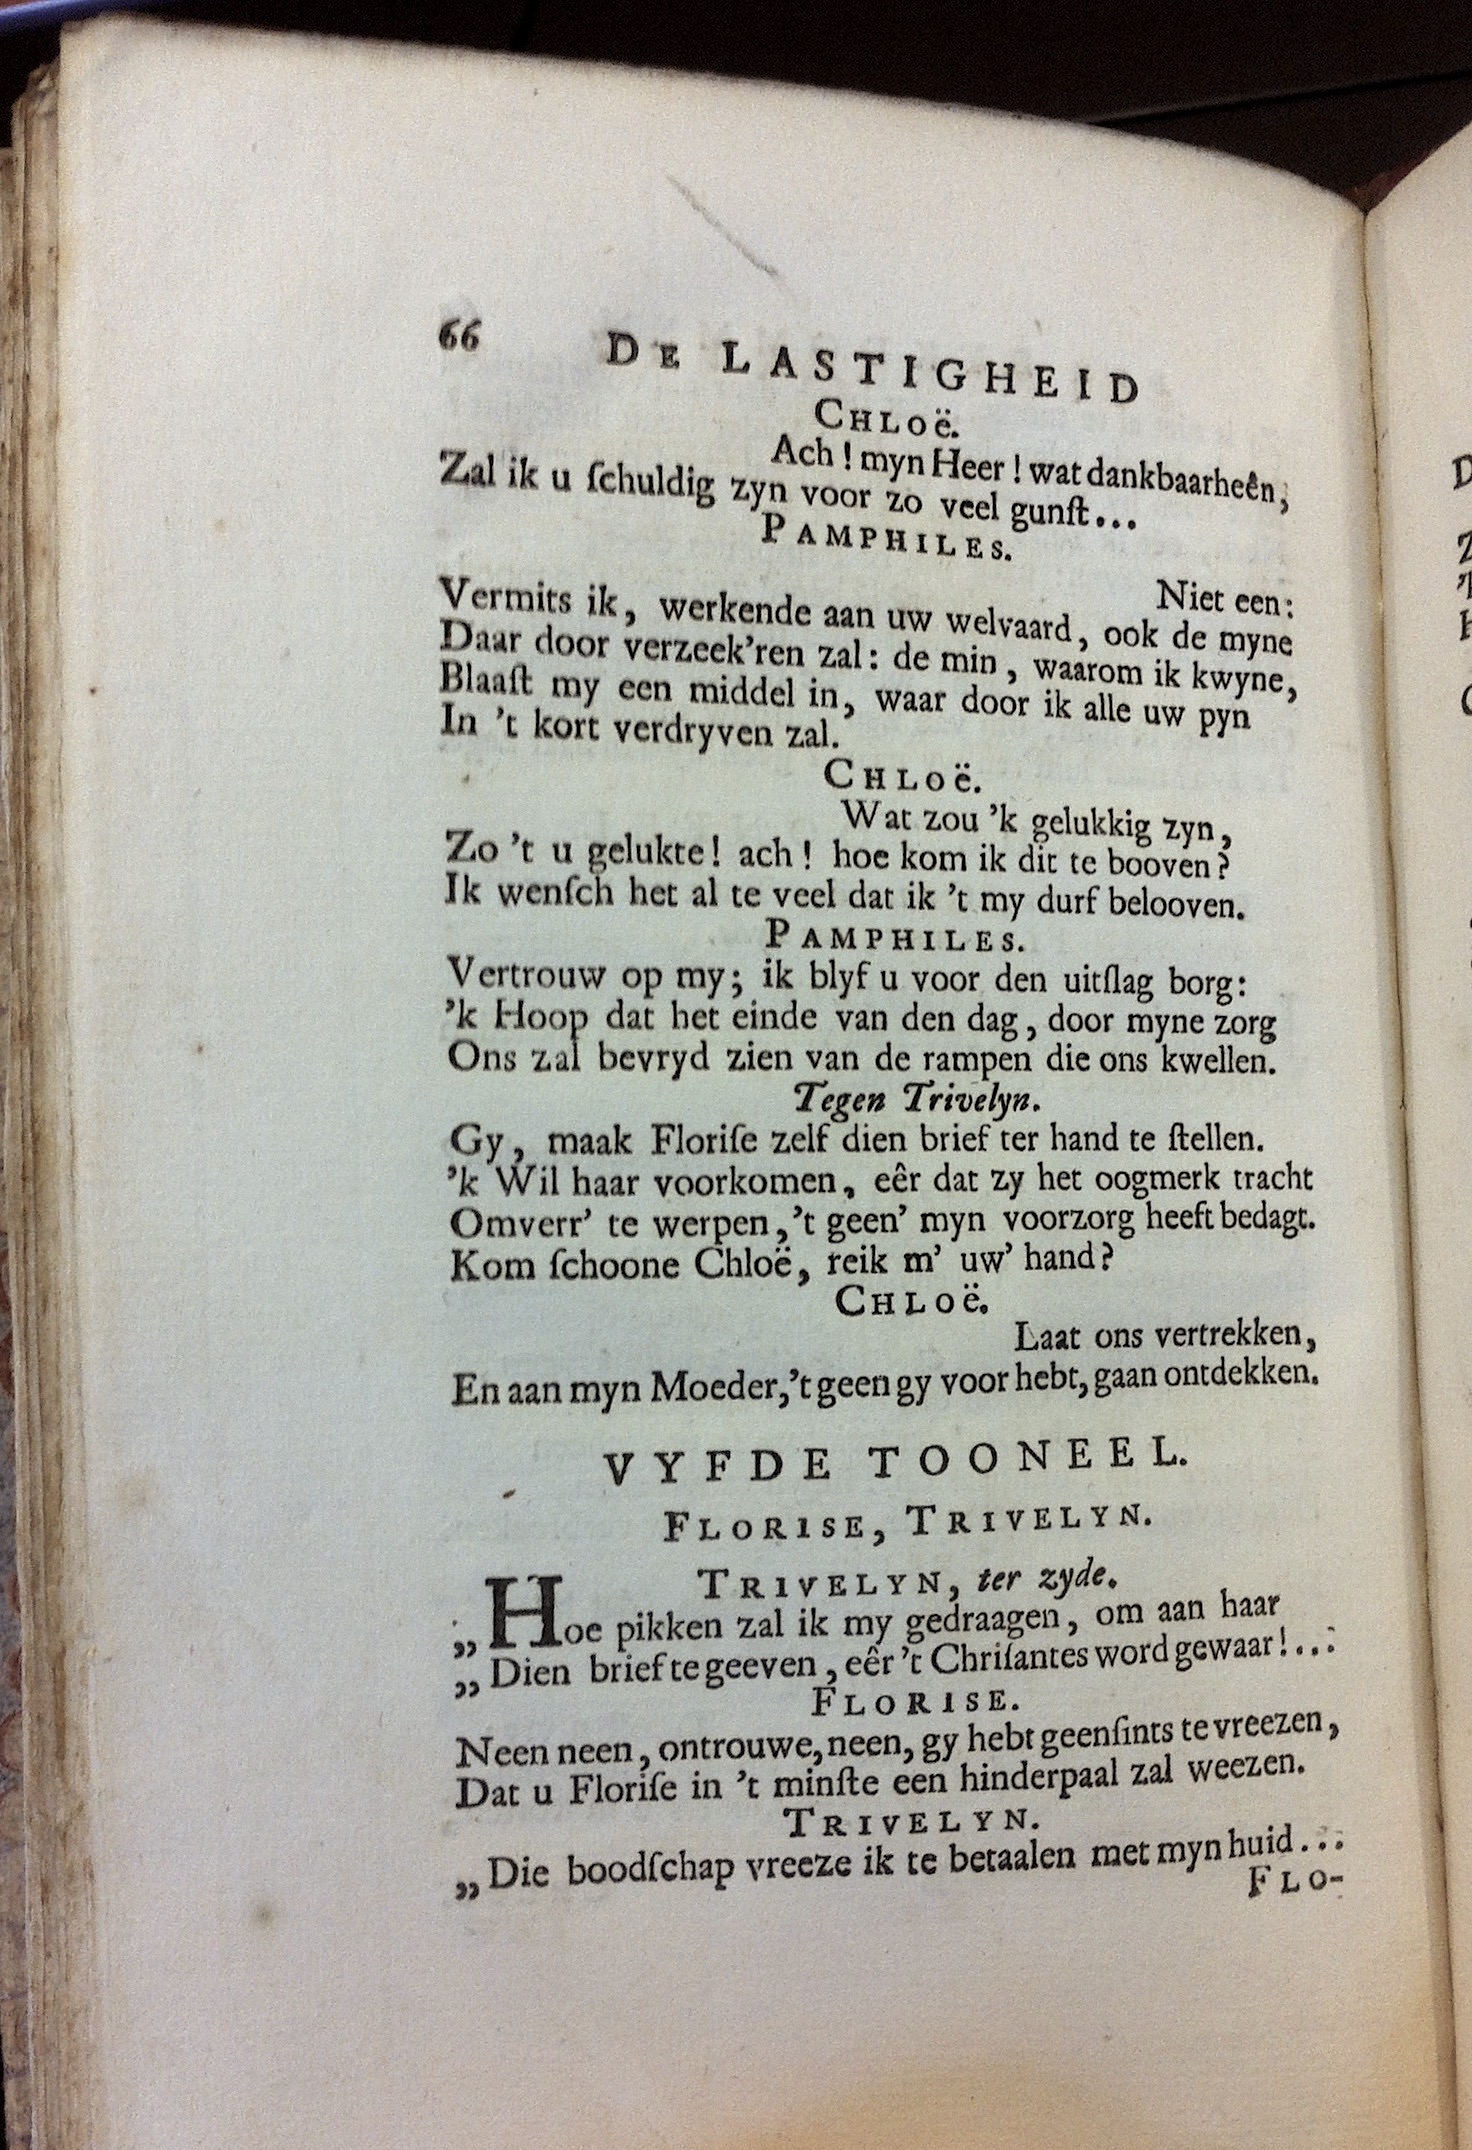 66 DE LASTIGHEID
CHLOë.
Ach! myn Heer! wat dankbaarheên,
Zal ik u ſchuldig zyn voor zo veel gunſt...
PAMPHILES.
Niet een:
Vermits ik, werkende aan uw welvaard, ook de myne
Daar door verzeek'ren zal: de min, waarom ik kwyne,
Blaaſt my een middel in, waar door ik alle uw pyn
In 't kort verdryven zal.
CHLOë.
Wat zou 'k gelukkig zyn,
Zo 't u gelukte! ach! hoe kom ik dit te booven?
Ik wenſch het al te veel dat ik 't my durf belooven.
PAMPHILES.
Vertrouw op my; ik blyf u voor den uitſlag borg:
'k Hoop dat het einde van den dag, door myne zorg
Ons zal bevryd zien van de rampen die ons kwellen.
Tegen Trivelyn.
Gy, maak Floriſe zelf dien brief ter hand te ſtellen.
'k Wil haar voorkomen, eêr dat zy het oogmerk tracht
Omverr' te werpen, 't geen' myn voorzorg heeft bedagt.
Kom ſchoone Chloë, reik m' uw' hand?
CHLOë.
Laat ons vertrekken,
En aan myn Moeder, 't geen gy voor hebt, gaan ontdekken.
VYFDE TOONEEL.
FLORISE, TRIVELYN.
TRIVELYN, ter zyde.
„Hoe pikken zal ik my gedraagen, om aan haar
„Dien brief te geeven, eêr 't Chriſantes word gewaar!...
FLORISE.
Neen neen, ontrouwe, neen, gy hebt geenſints te vreezen,
Dat u Floriſe in 't minſte een hinderpaal zal weezen.
TRIVELYN.
„Die boodſchap vreeze ik te betaalen met myn huid...
FLO-